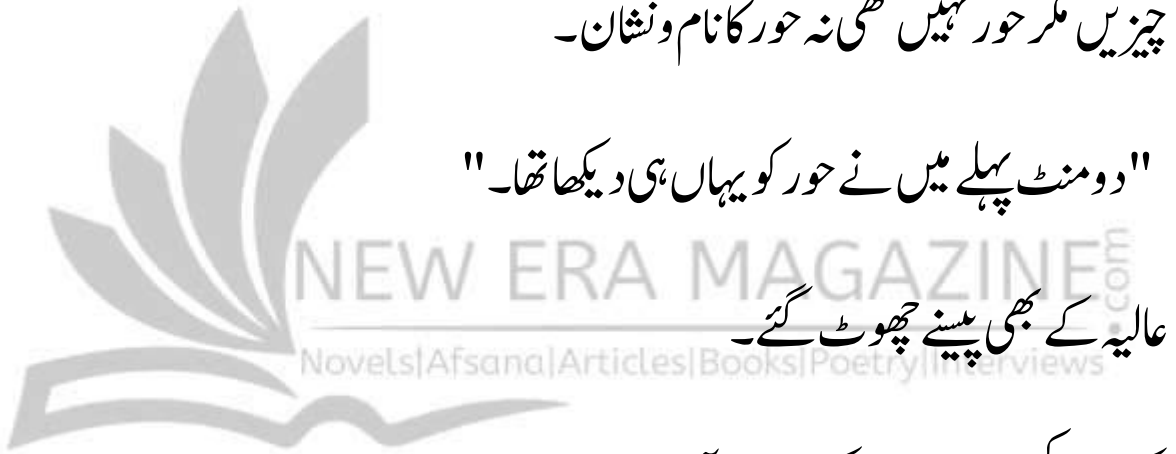 چیزیں مگر حور نہیں تھی نہ حور کا نام و نشان۔
"دو منٹ پہلے میں نے حور کو یہاں ہی دیکھا تھا۔"
NEW ERA MAGAZINE.com
عالیہ کے بھی پسینے چھوٹ گئے۔
Novels|Afsana|Articles|Books|Poetry|Interviews